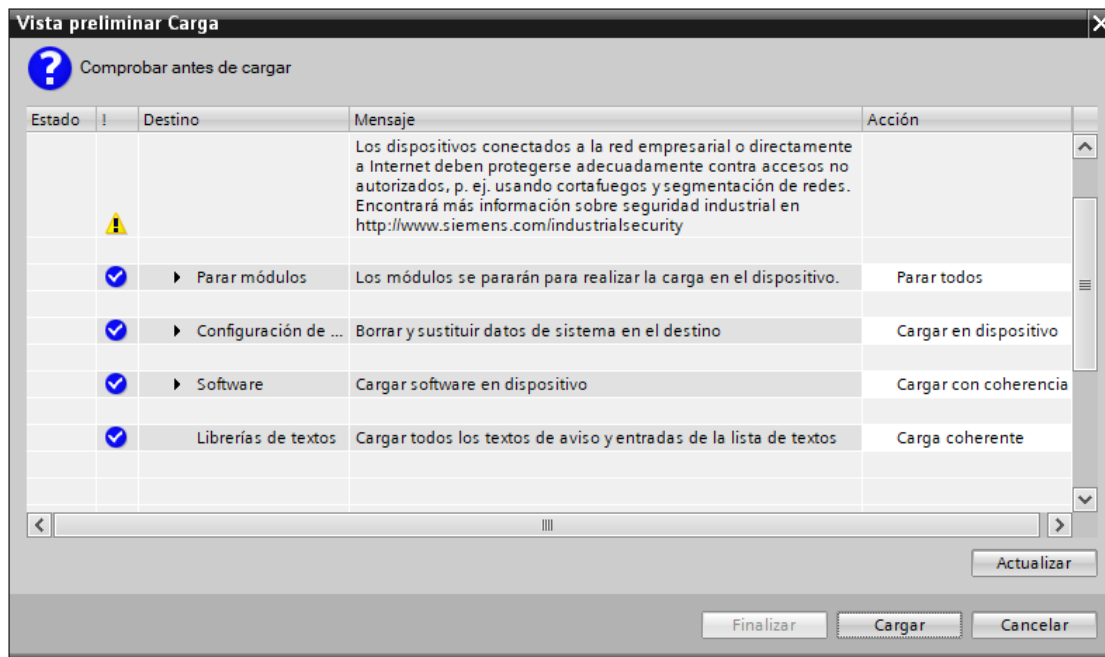 Vista preliminar Carga
Comprobar antes de cargar
Estado ! Destino Mensaje Acción
Los dispositivos conectados a la red empresarial o directamente
a Internet deben protegerse adecuadamente contra accesos no
autorizados, p. ej. usando cortafuegos y segmentación de redes.
Encontrará más información sobre seguridad industrial en
http://www.siemens.com/industrialsecurity
Parar módulos Los módulos se pararán para realizar la carga en el dispositivo. Parar todos
Configuración de ... Borrar y sustituir datos de sistema en el destino Cargar en dispositivo
Software Cargar software en dispositivo Cargar con coherencia
Librerías de textos Cargar todos los textos de aviso y entradas de la lista de textos Carga coherente
Actualizar
Finalizar Cargar Cancelar